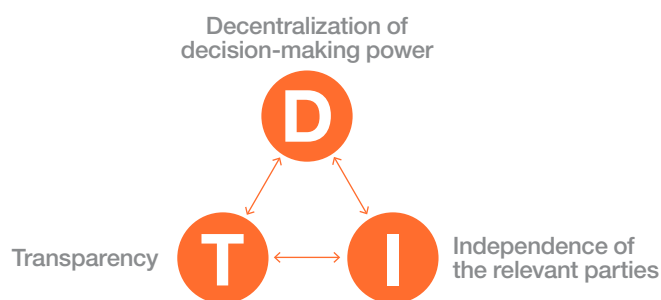 Decentralization of
decision-making power
D
Transparency
T
I
Independence of
the relevant parties